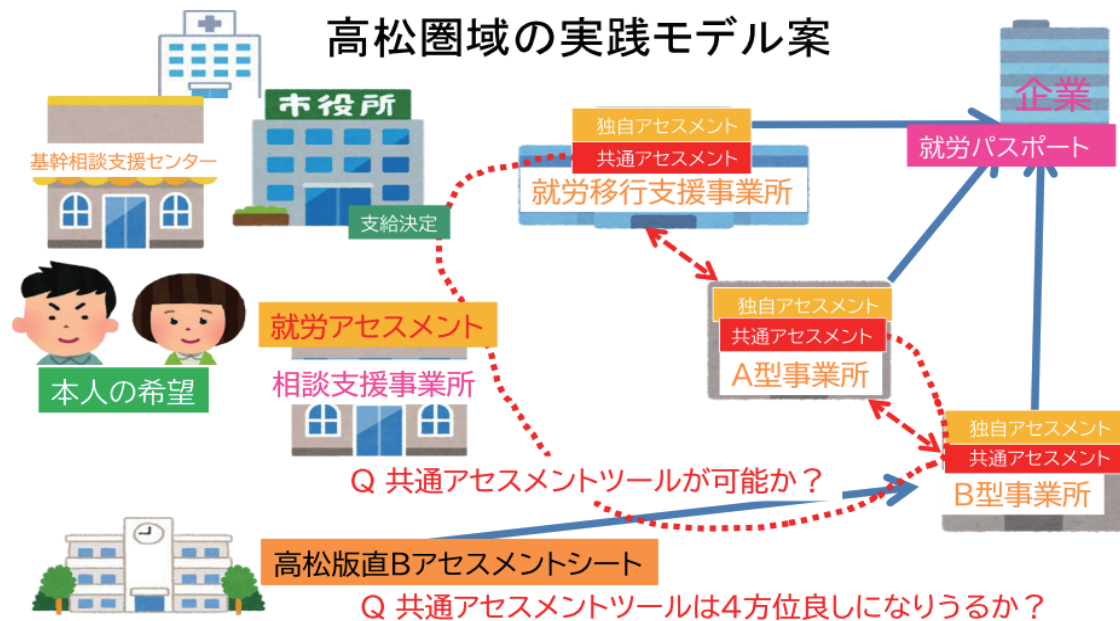 高松圏域の実践モデル案
市役所
企業
就労パスポート
独自アセスメント
共通アセスメント
就労移行支援事業所
基幹相談支援センター
支給決定
独自アセスメント
共通アセスメント
A型事業所
就労アセスメント
相談支援事業所
本人の希望
独自アセスメント
共通アセスメント
B型事業所
Q 共通アセスメントツールが可能か？
高松版直Bアセスメントシート
Q 共通アセスメントツールは4方位良しになりうるか？